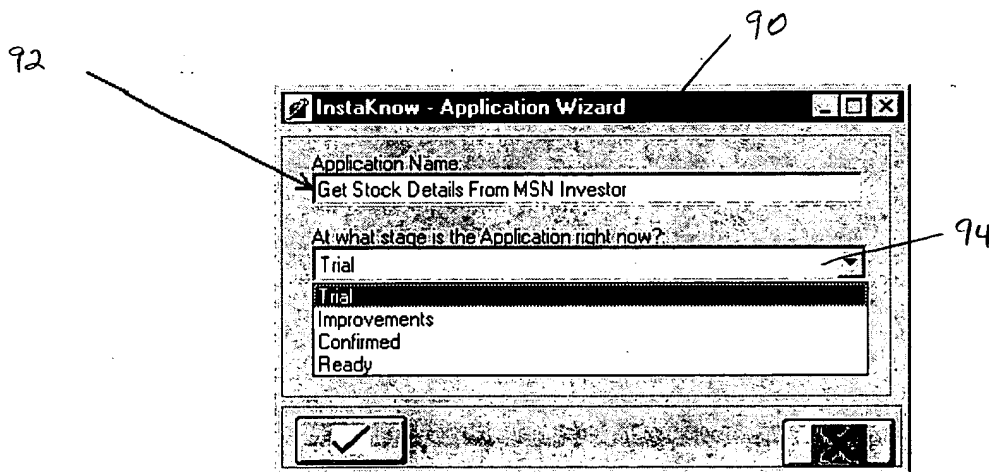 90
92
InstaKnow - Application Wizard
Application Name:
Get Stock Details From MSN Investor
At what stage is the Application right now?:
94
Trial
Trial
Improvements
Confirmed
Ready